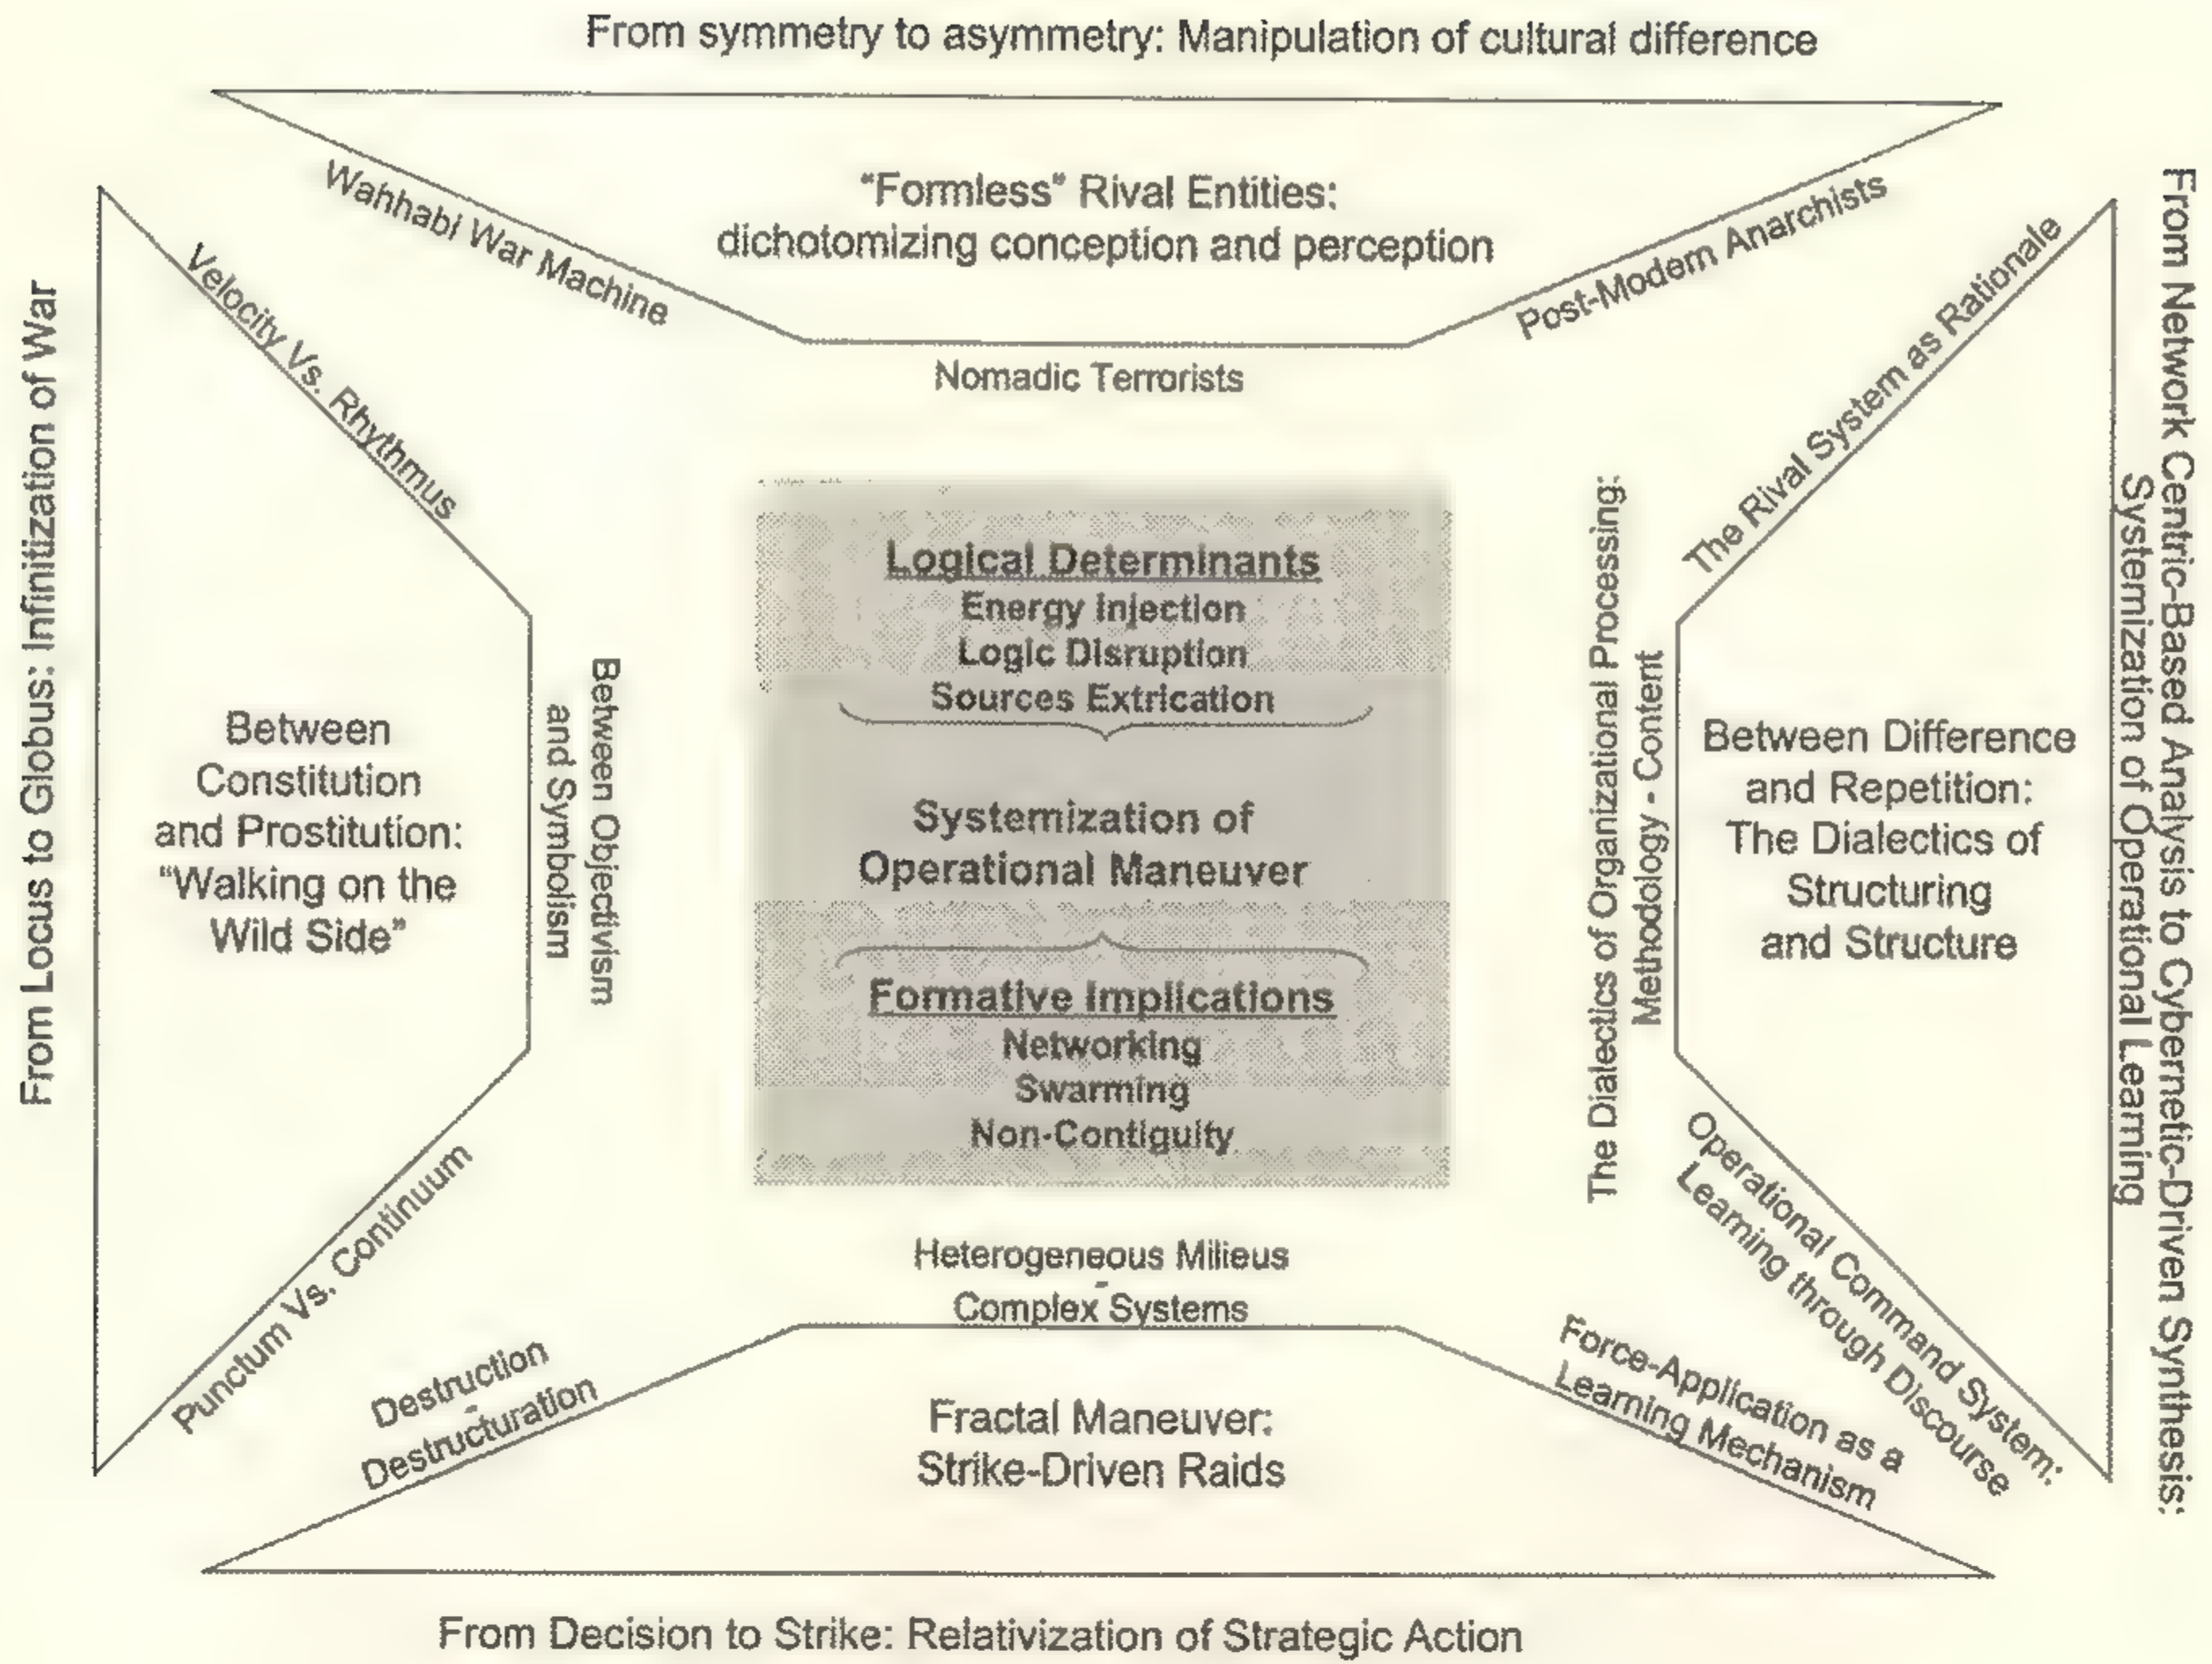 From symmetry to asymmetry: Manipulation of cultural difference
"Formless" Rival Entities:
dichotomizing conception and perception
Wahhabi War Machine
Post-Modern Anarchists
Nomadic Terrorists
From Locus to Globus: Infinitization of War
Velocity Vs. Rhythmus
Between
Constitution
and Prostitution:
"Walking on the
Wild Side"
Between Objectivism
and Symbolism
Punctum Vs. Continuum
Logical Determinants
Energy Injection
Logic Disruption
Sources Extrication
Systemization of
Operational Maneuver
Formative Implications
Networking
Swarming
Non-Contiguity
The Dialectics of Organizational Processing:
Methodology - Content
The Rival System as Rationale
Between Difference
and Repetition:
The Dialectics of
Structuring
and Structure
Operational Command System:
Learning through Discourse
From Network Centric-Based Analysis to Cybernetic-Driven Synthesis:
Systemization of Operational Learning
Heterogeneous Milieus
-
Complex Systems
Destruction
-
Destructuration
Fractal Maneuver:
Strike-Driven Raids
Force-Application as a
Learning Mechanism
From Decision to Strike: Relativization of Strategic Action